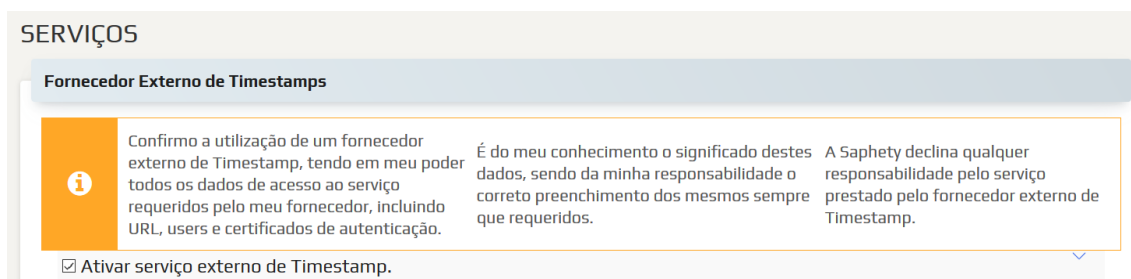 SERVIÇOS
Fornecedor Externo de Timestamps
Confirmo a utilização de um fornecedor
externo de Timestamp, tendo em meu poder
todos os dados de acesso ao serviço
requeridos pelo meu fornecedor, incluindo
URL, users e certificados de autenticação.
É do meu conhecimento o significado destes
dados, sendo da minha responsabilidade o
correto preenchimento dos mesmos sempre
que requeridos.
A Saphety declina qualquer
responsabilidade pelo serviço
prestado pelo fornecedor externo de
Timestamp.
Ativar serviço externo de Timestamp.